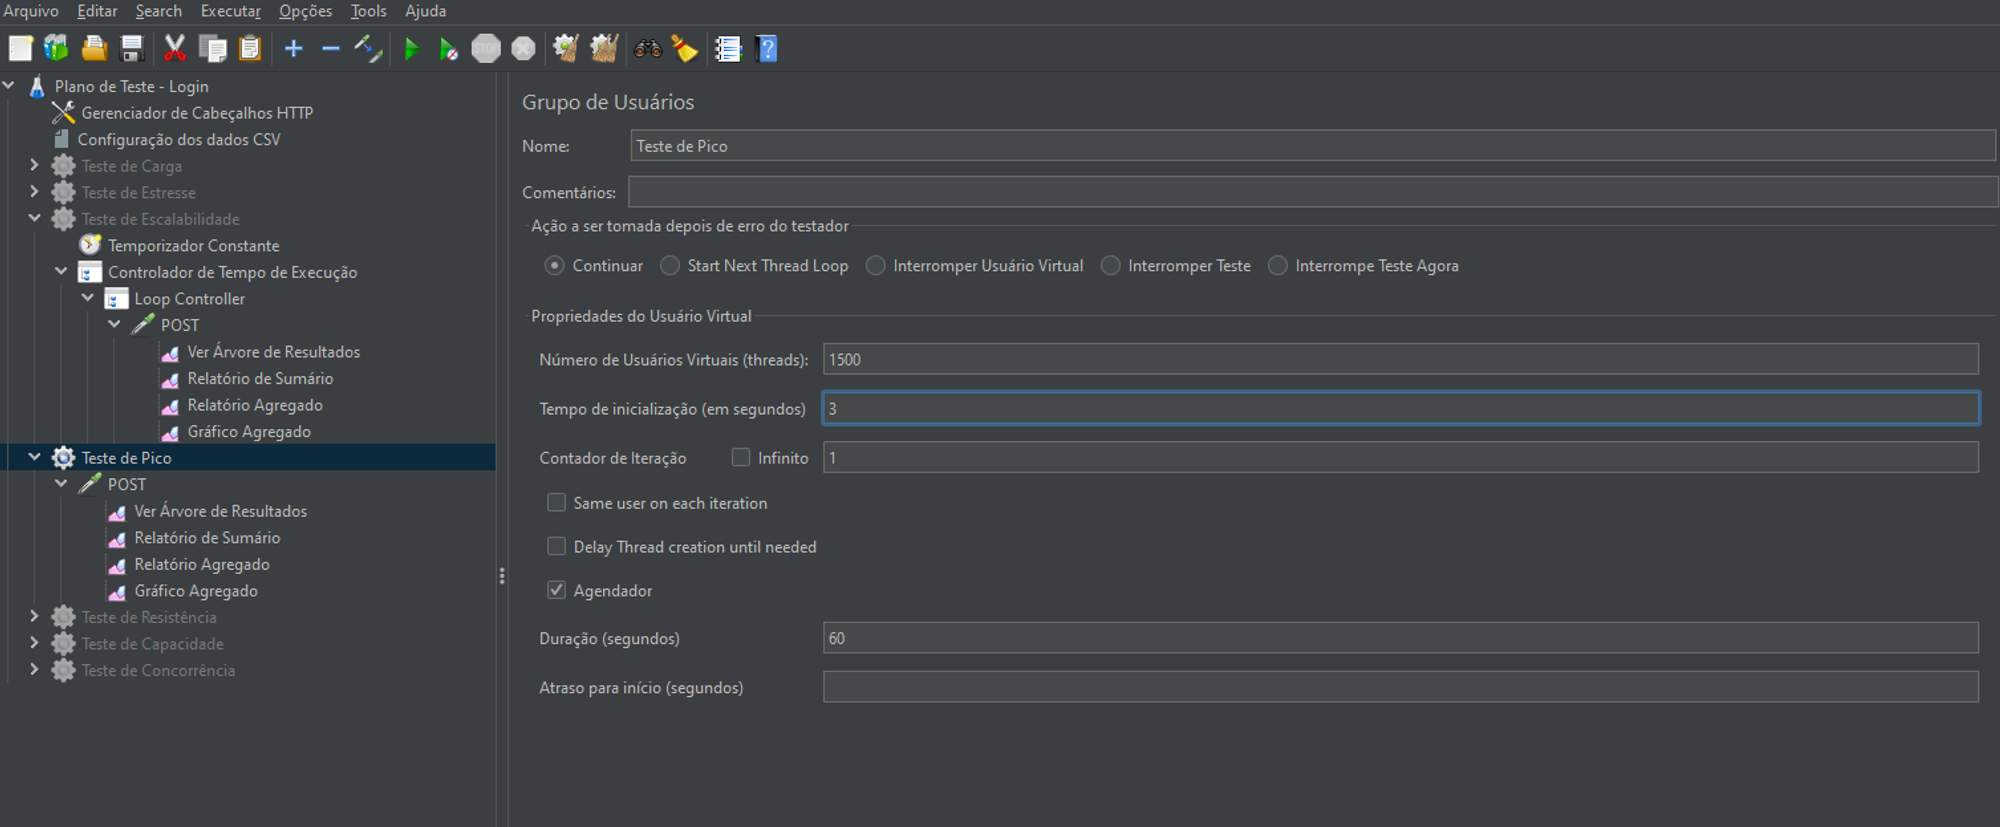 Arquivo Editar Search Executar Opções Tools Ajuda
STOP
Plano de Teste - Login
Gerenciador de Cabeçalhos HTTP
Configuração dos dados CSV
Teste de Carga
Teste de Estresse
Teste de Escalabilidade
Temporizador Constante
Controlador de Tempo de Execução
Loop Controller
POST
Ver Árvore de Resultados
Relatório de Sumário
Relatório Agregado
Gráfico Agregado
Teste de Pico
POST
Ver Árvore de Resultados
Relatório de Sumário
Relatório Agregado
Gráfico Agregado
Teste de Resistência
Teste de Capacidade
Teste de Concorrência
Grupo de Usuários
Nome: Teste de Pico
Comentários:
Ação a ser tomada depois de erro do testador
Continuar Start Next Thread Loop Interromper Usuário Virtual Interromper Teste Interrompe Teste Agora
Propriedades do Usuário Virtual
Número de Usuários Virtuais (threads): 1500
Tempo de inicialização (em segundos) 3
Contador de Iteração Infinito 1
Same user on each iteration
Delay Thread creation until needed
Agendador
Duração (segundos) 60
Atraso para início (segundos)